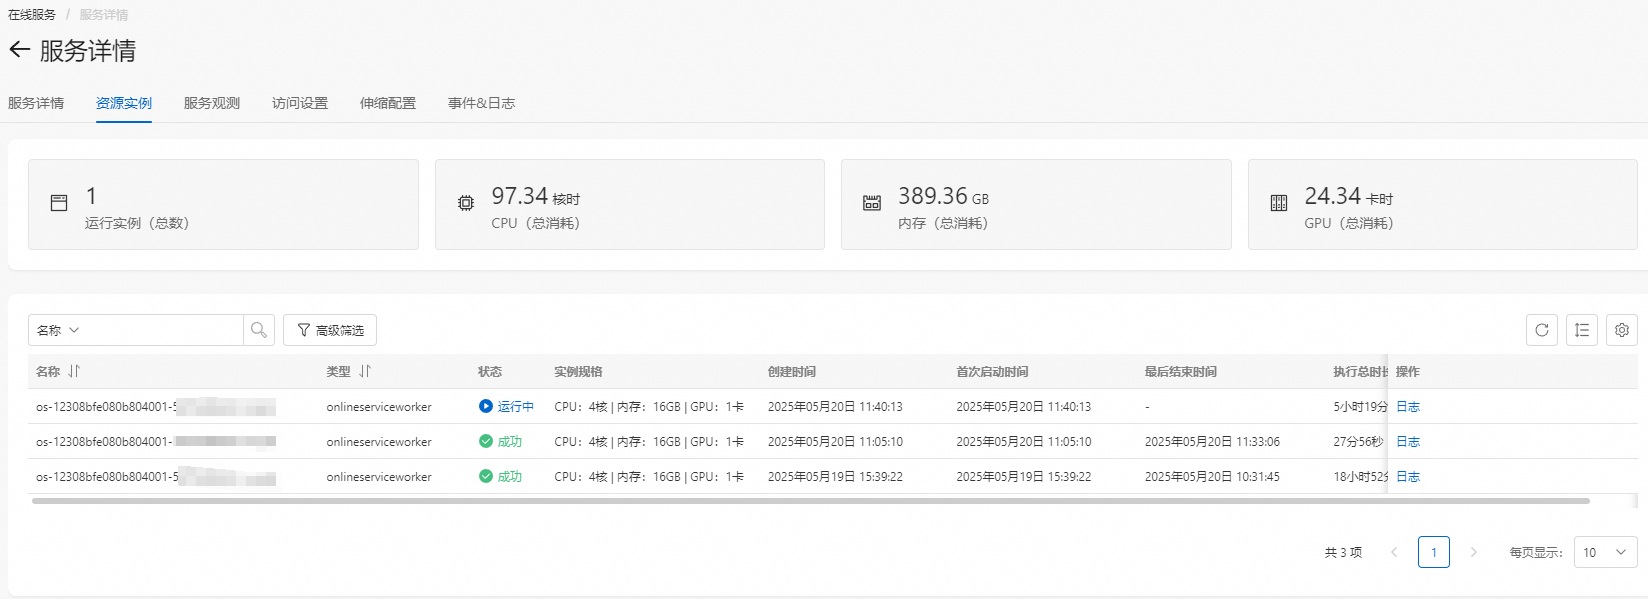 在线服务 / 服务详情
服务详情
服务详情 资源实例 服务观测 访问设置 伸缩配置 事件&日志
1
运行实例（总数）
97.34 核时
CPU（总消耗）
389.36 GB
内存（总消耗）
24.34 卡时
GPU（总消耗）
名称 高级筛选
名称 类型 状态 实例规格 创建时间 首次启动时间 最后结束时间 执行总时长 操作
os-12308bfe080b804001-5 onlineserviceworker 运行中 CPU：4核 | 内存：16GB | GPU：1卡 2025年05月20日 11:40:13 2025年05月20日 11:40:13 - 5小时19分 日志
os-12308bfe080b804001- onlineserviceworker 成功 CPU：4核 | 内存：16GB | GPU：1卡 2025年05月20日 11:05:10 2025年05月20日 11:05:10 2025年05月20日 11:33:06 27分56秒 日志
os-12308bfe080b804001-5 onlineserviceworker 成功 CPU：4核 | 内存：16GB | GPU：1卡 2025年05月19日 15:39:22 2025年05月19日 15:39:22 2025年05月20日 10:31:45 18小时52分 日志
共 3 项 1 每页显示： 10